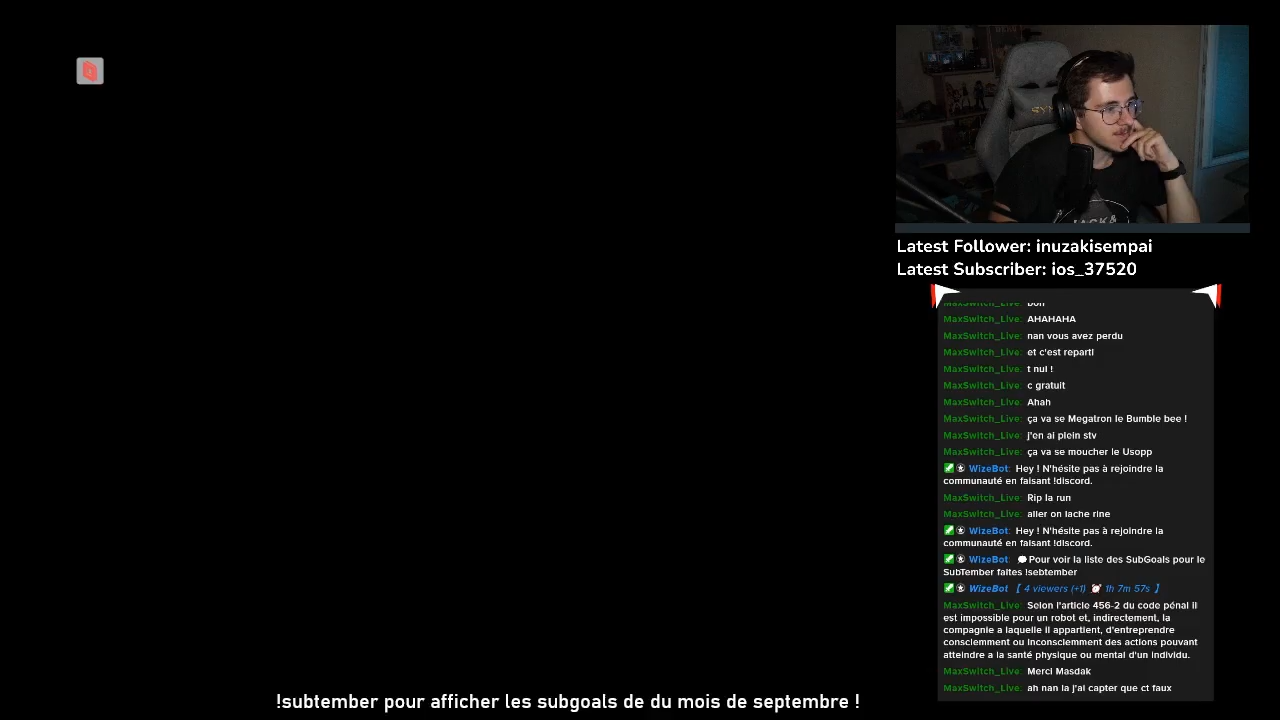 Latest Follower: inuzakisempai
Latest Subscriber: ios_37520
MaxSwitch_Live: AHAHAHA
MaxSwitch_Live: nan vous avez perdu
MaxSwitch_Live: et c'est reparti
MaxSwitch_Live: t nul !
MaxSwitch_Live: c gratuit
MaxSwitch_Live: Ahah
MaxSwitch_Live: ça va se Megatron le Bumble bee !
MaxSwitch_Live: j'en ai plein stv
MaxSwitch_Live: ça va se moucher le Usopp
WizeBot: Hey ! N'hésite pas à rejoindre la
communauté en faisant !discord.
MaxSwitch_Live: Rip la run
MaxSwitch_Live: aller on lache rine
WizeBot: Hey ! N'hésite pas à rejoindre la
communauté en faisant !discord.
WizeBot: 💬Pour voir la liste des SubGoals pour le
SubTember faites !sebtember
WizeBot 【 4 viewers (+1) ⏰ 1h 7m 57s 】
MaxSwitch_Live: Selon l'article 456-2 du code pénal il
est impossible pour un robot et, indirectement, la
compagnie a laquelle il appartient, d'entreprendre
consciemment ou inconsciemment des actions pouvant
atteindre a la santé physique ou mental d'un individu.
MaxSwitch_Live: Merci Masdak
MaxSwitch_Live: ah nan la j'ai capter que ct faux
!subtember pour afficher les subgoals de du mois de septembre !